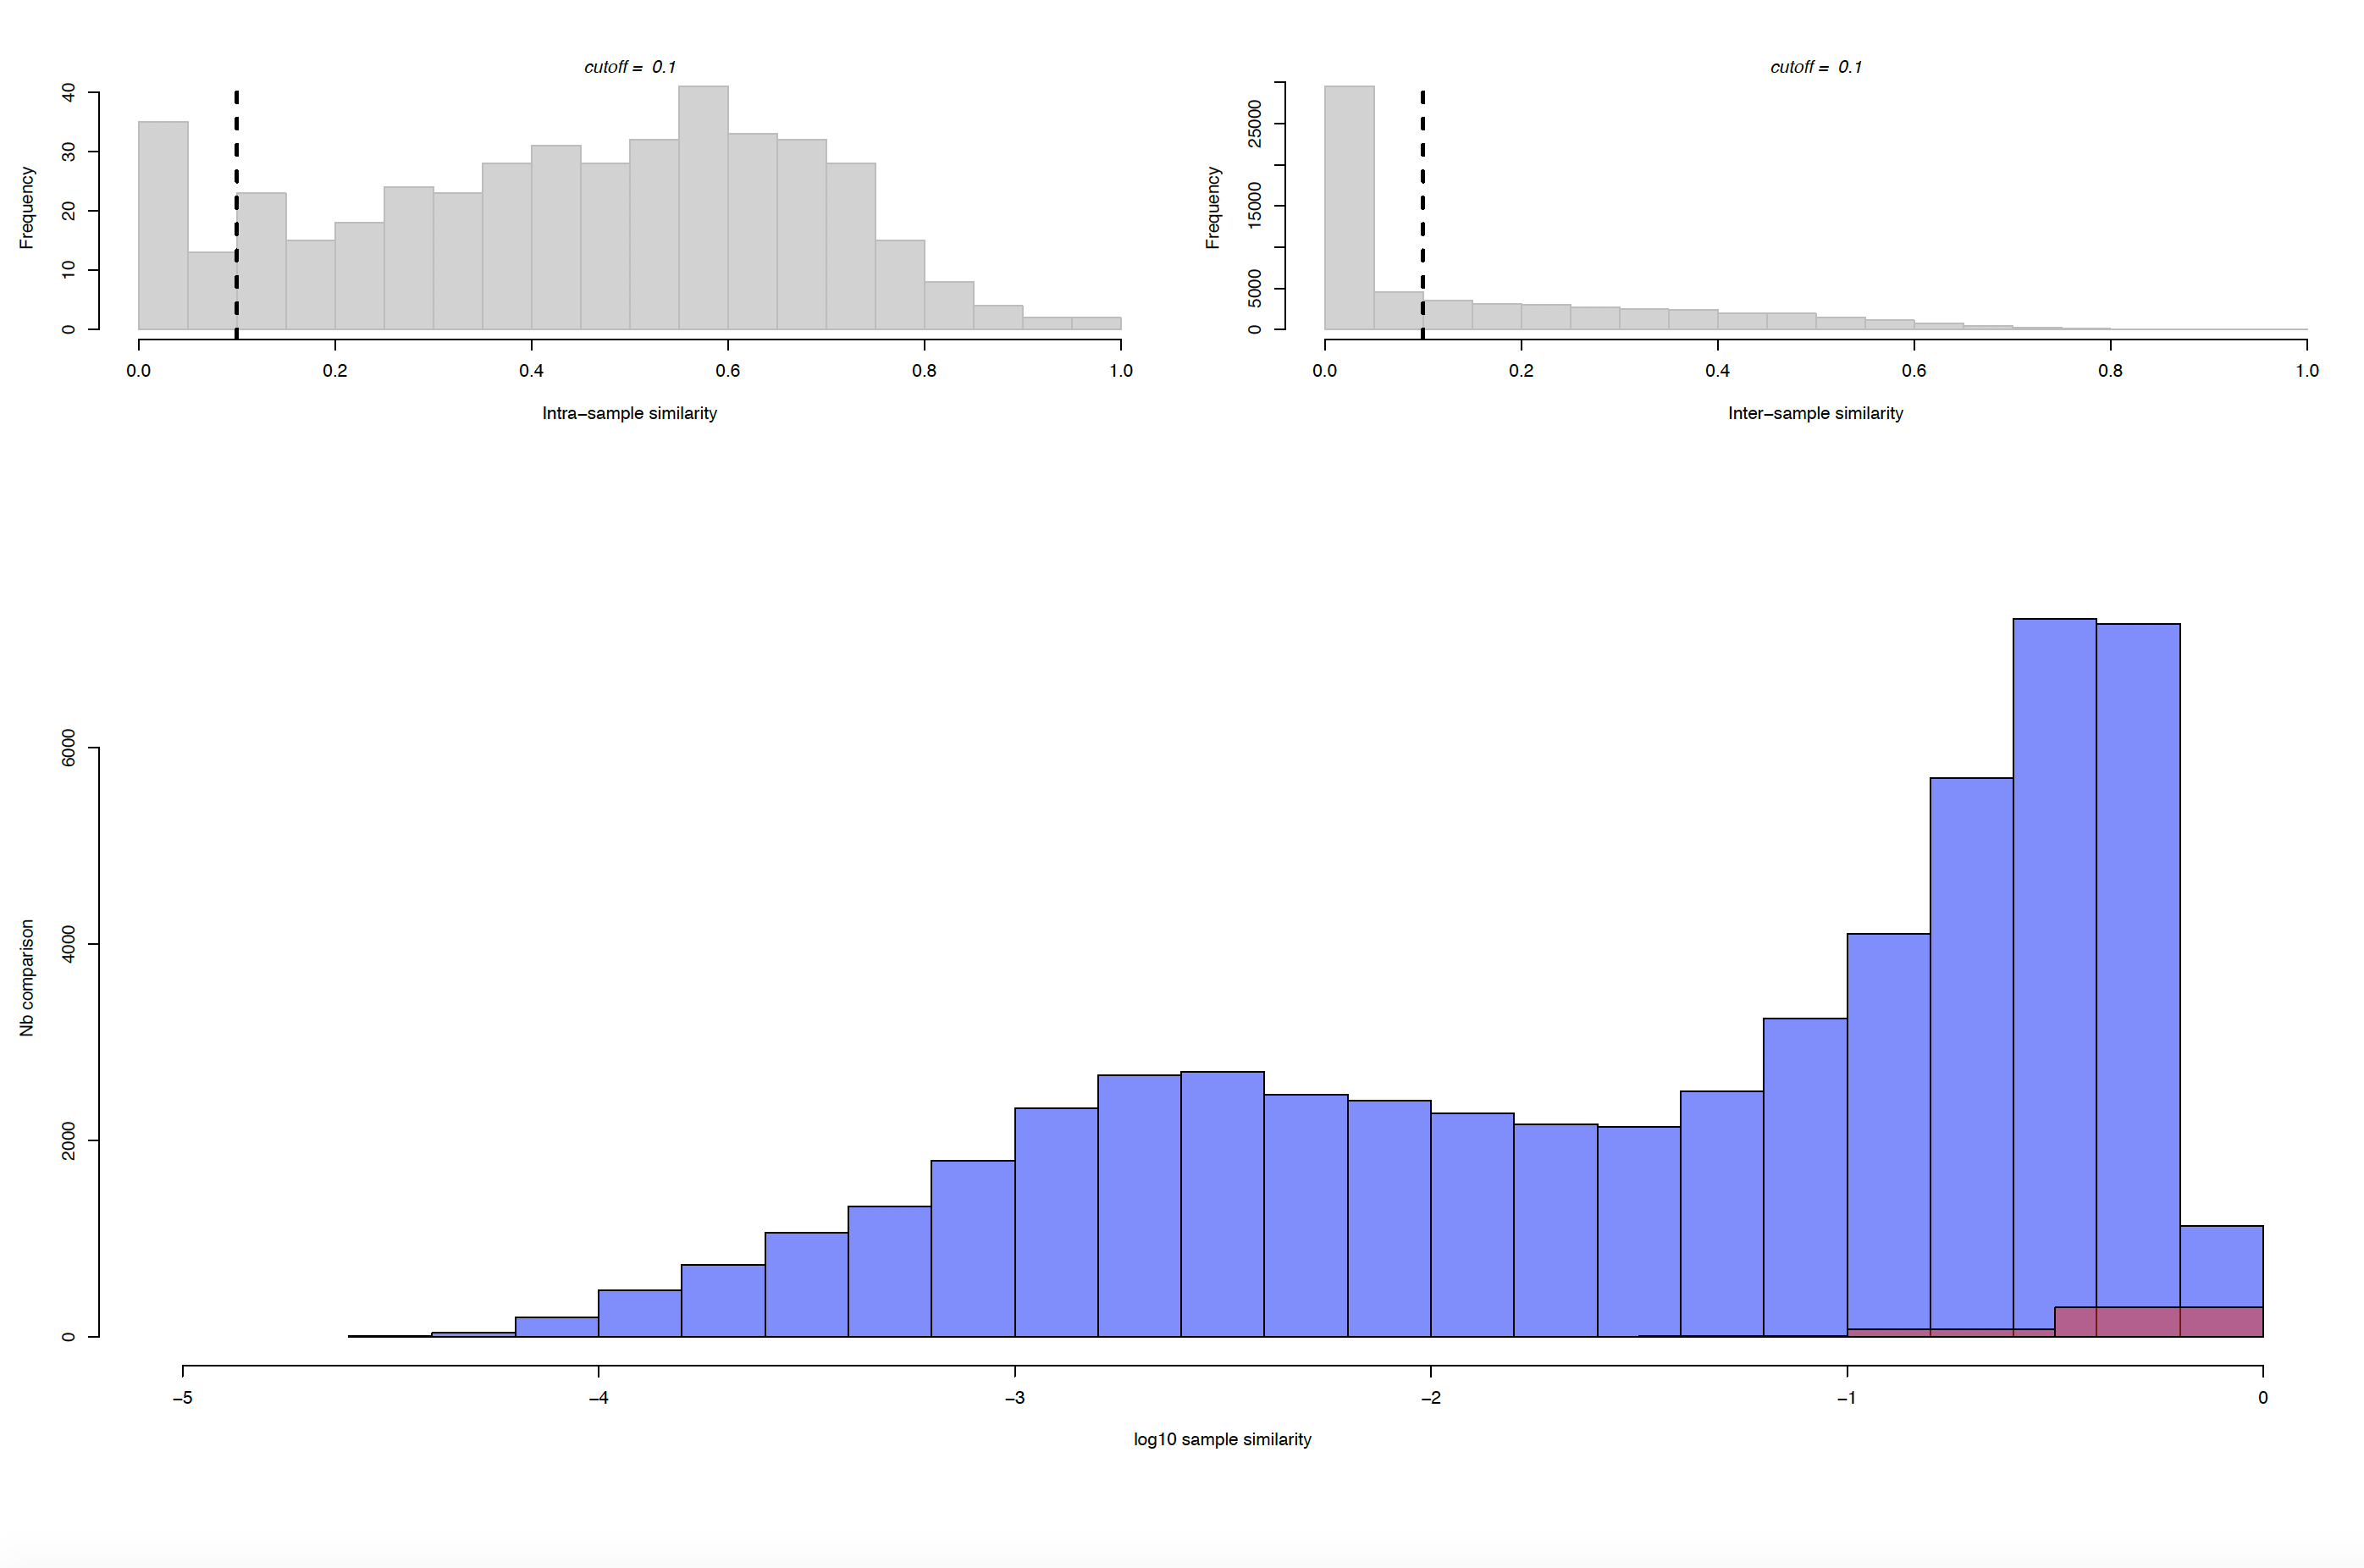 cutoff = 0.1
Frequency
40
30
20
10
0
0.0 0.2 0.4 0.6 0.8 1.0
Intra−sample similarity
cutoff = 0.1
Frequency
25000
15000
5000
0
0.0 0.2 0.4 0.6 0.8 1.0
Inter−sample similarity
Nb comparison
6000
4000
2000
0
−5 −4 −3 −2 −1 0
log10 sample similarity